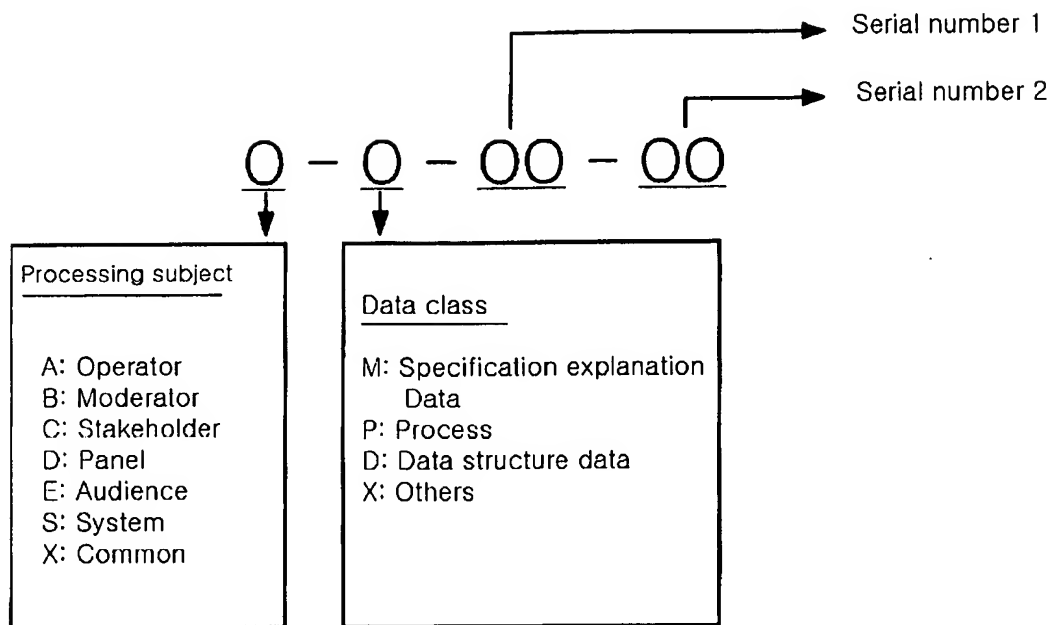 Serial number 1
Serial number 2
O - O - OO - OO
Processing subject
A: Operator
B: Moderator
C: Stakeholder
D: Panel
E: Audience
S: System
X: Common
Data class
M: Specification explanation
Data
P: Process
D: Data structure data
X: Others